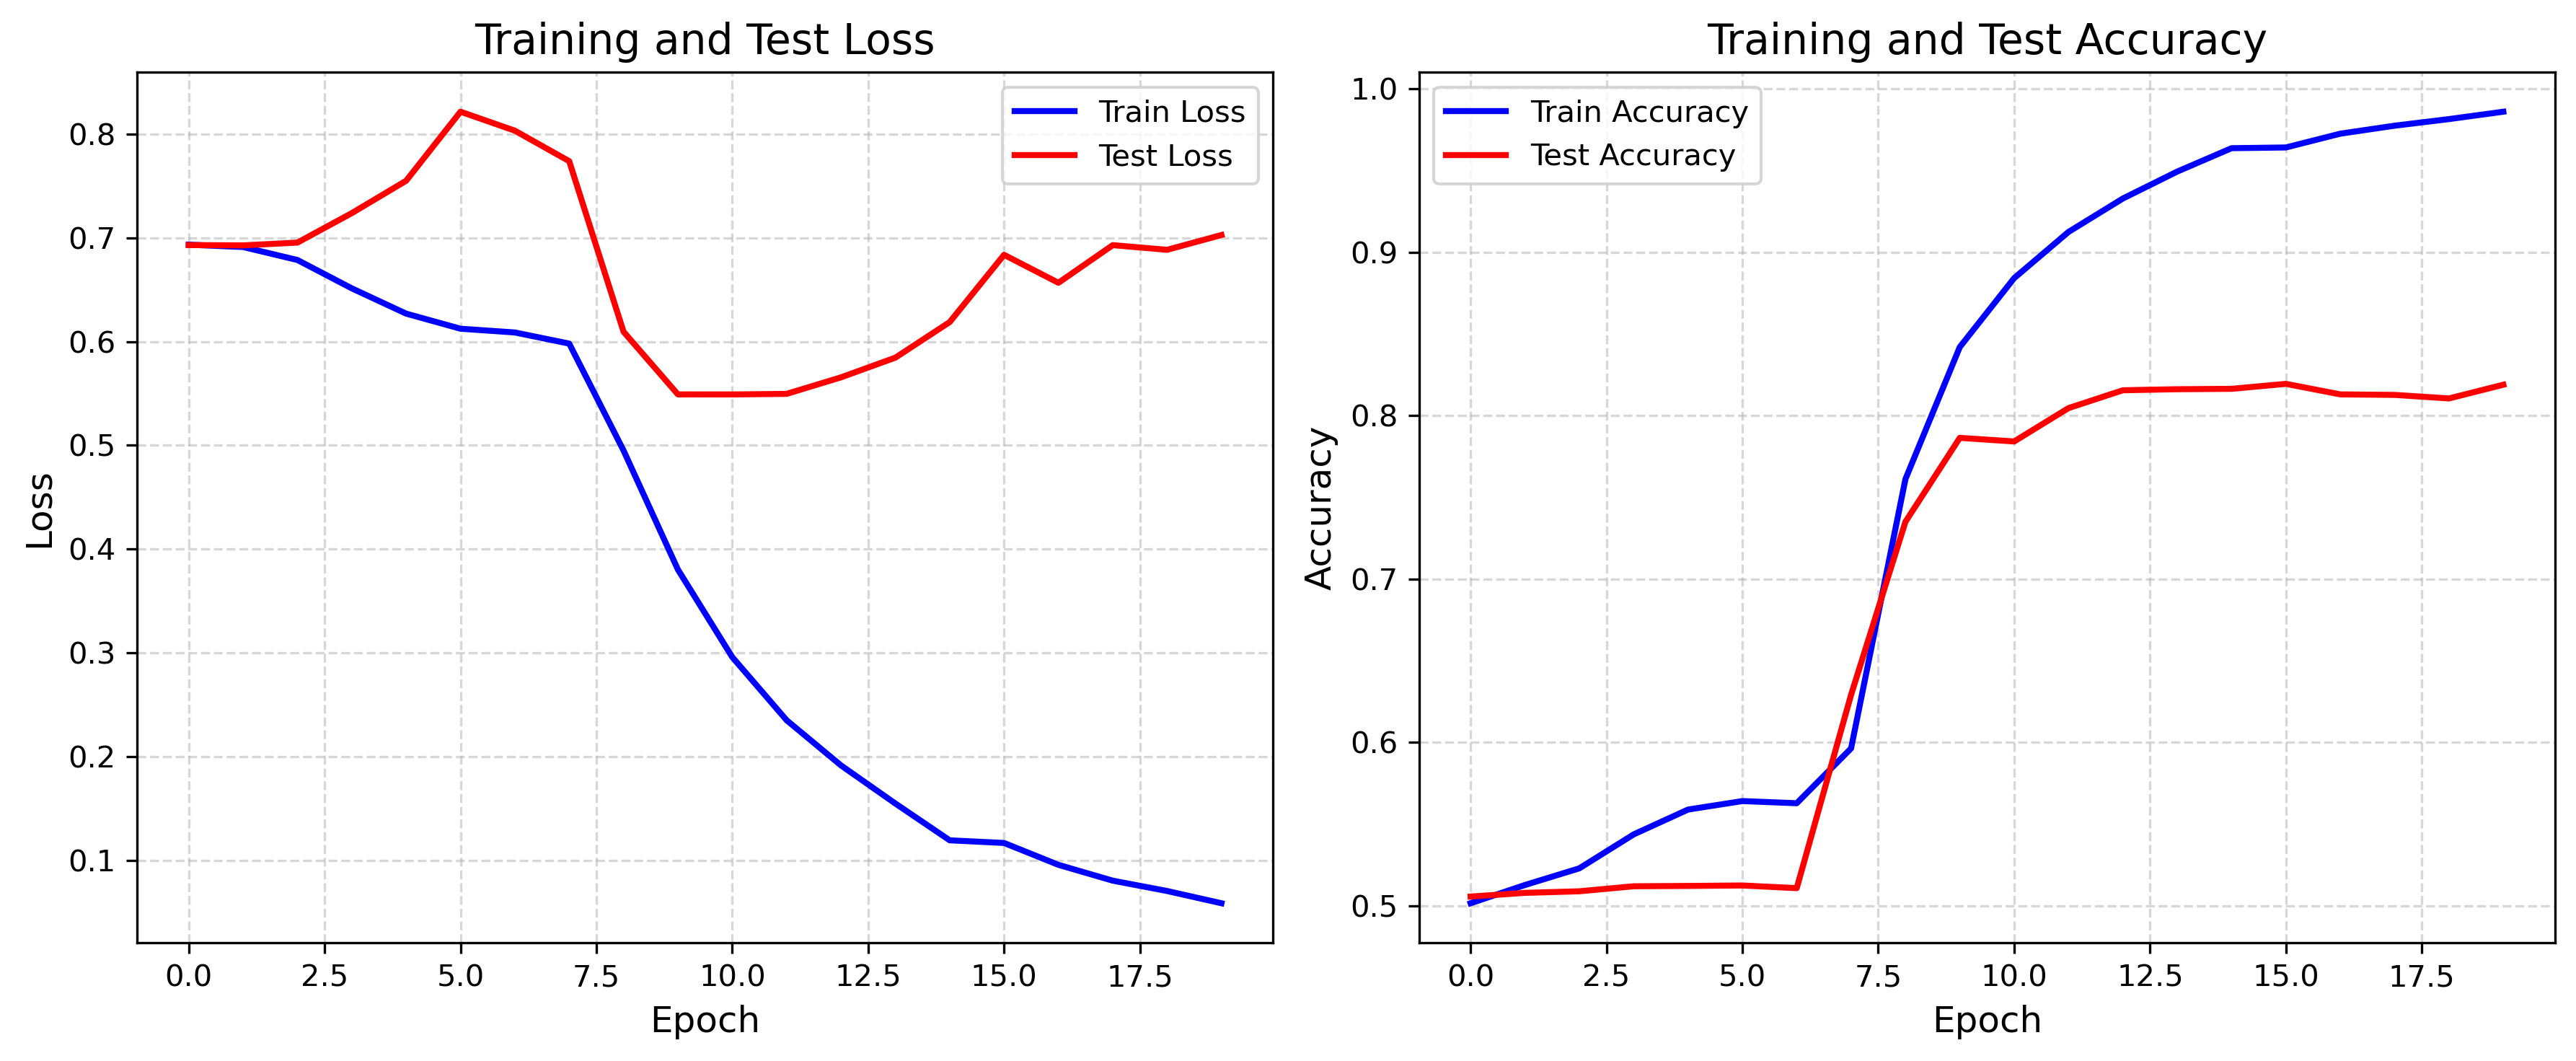 Training and Test Loss
Train Loss
Test Loss
0.8
0.7
0.6
0.5
0.4
0.3
0.2
0.1
Loss
0.0 2.5 5.0 7.5 10.0 12.5 15.0 17.5
Epoch
Training and Test Accuracy
Train Accuracy
Test Accuracy
1.0
0.9
0.8
0.7
0.6
0.5
Accuracy
0.0 2.5 5.0 7.5 10.0 12.5 15.0 17.5
Epoch